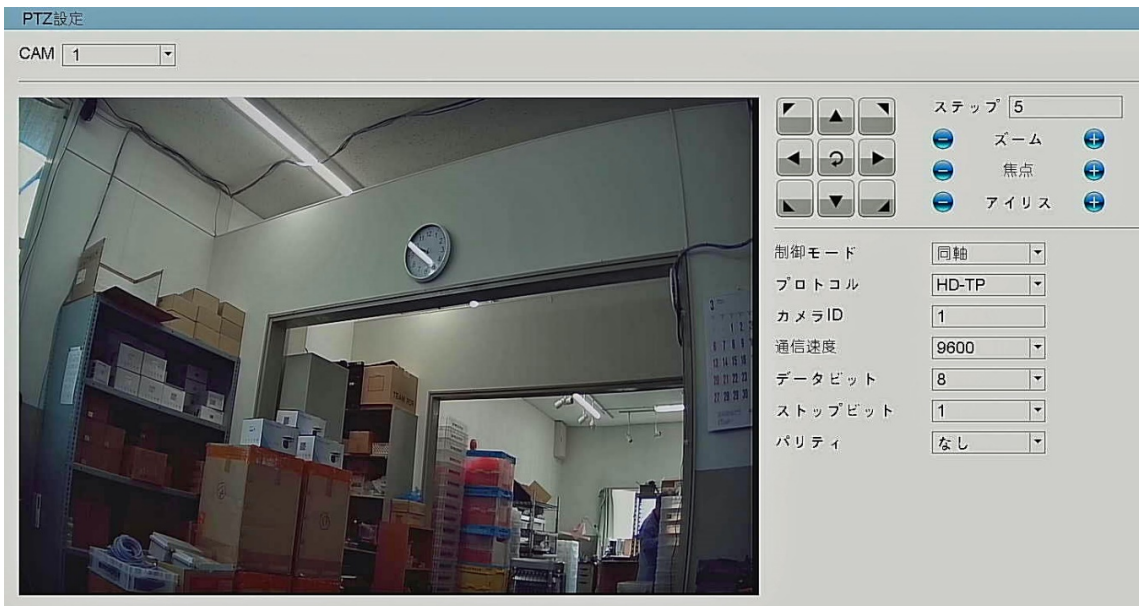 PTZ設定
CAM 1
ステップ 5
ズーム
焦点
アイリス
制御モード 同軸
プロトコル HD-TP
カメラID 1
通信速度 9600
データビット 8
ストップビット 1
パリティ なし